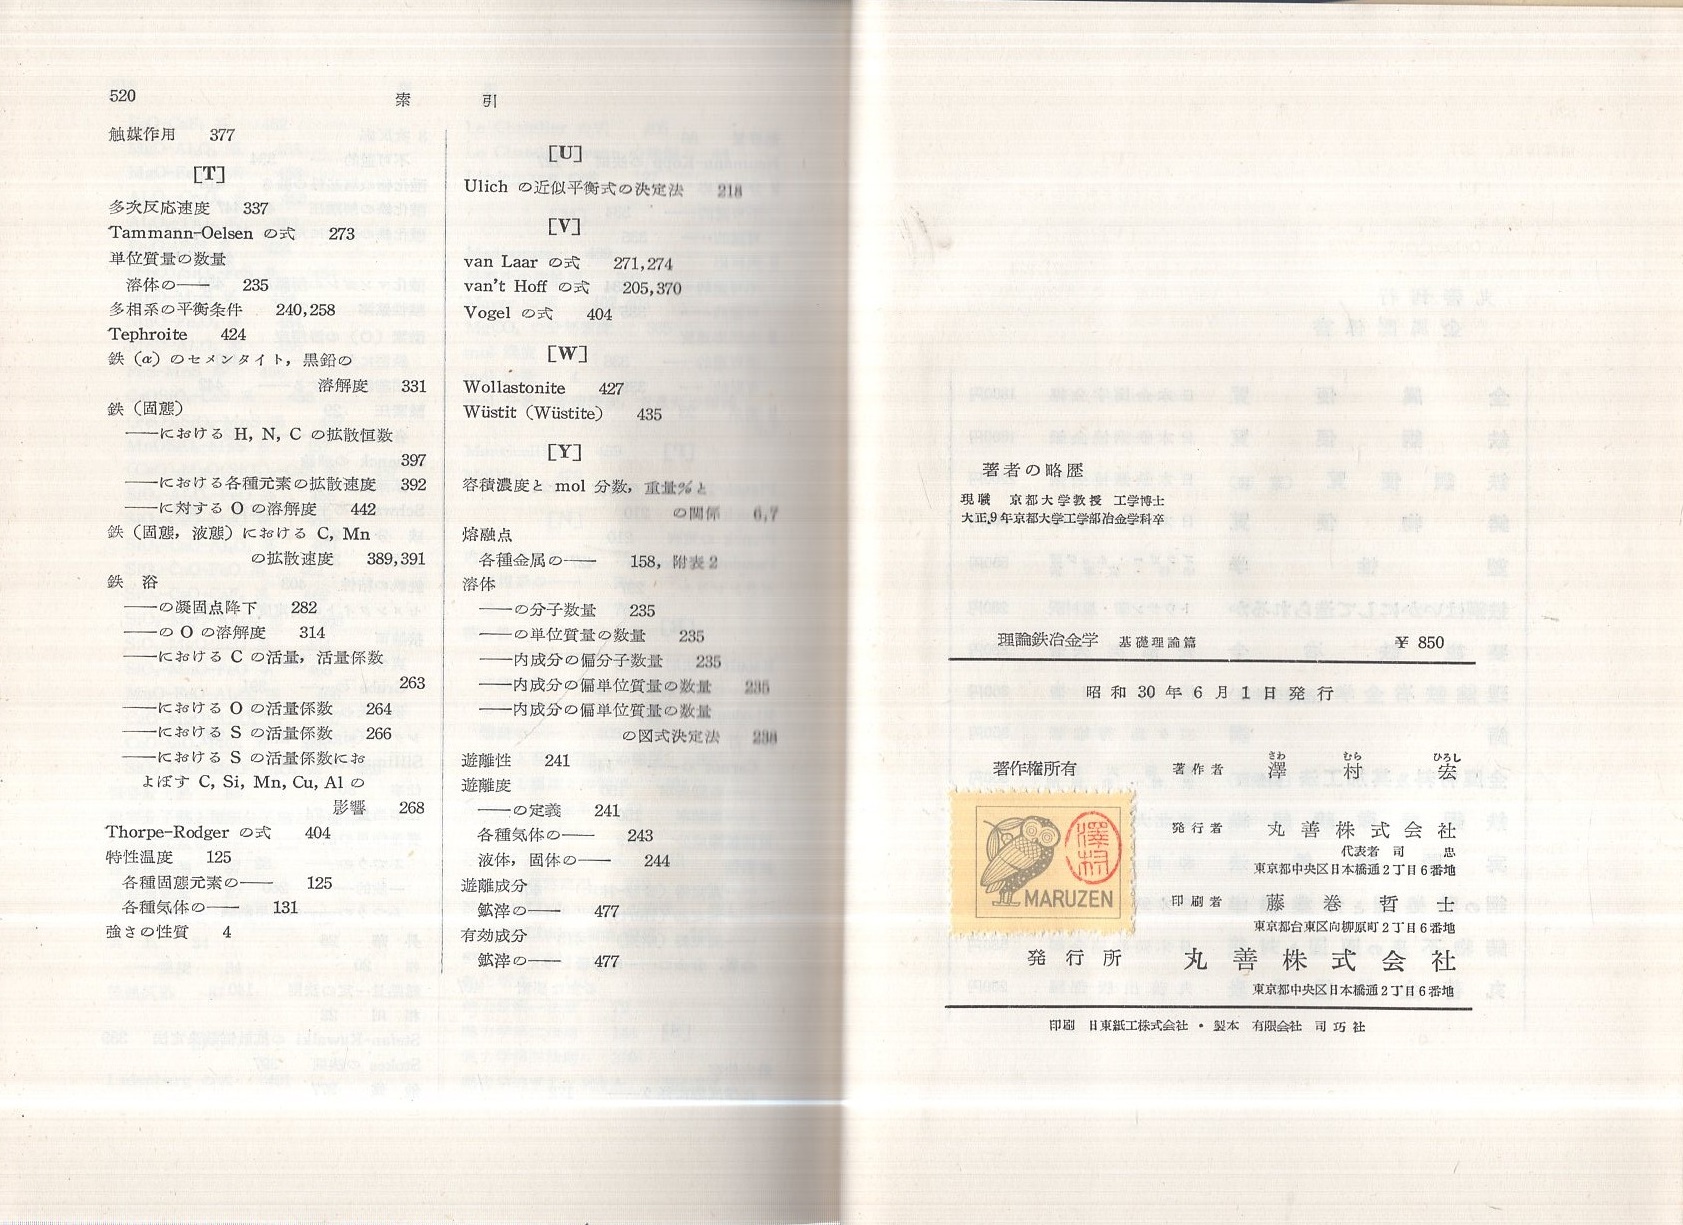 520
索 引
触媒作用 377
[T]
多次反応速度 337
Tammann-Oelsen の式 273
単位質量の数量
溶体の—— 235
多相系の平衡条件 240,258
Tephroite 424
鉄（α）のセメンタイト，黒鉛の
溶解度 331
鉄（固態）
——における H, N, C の拡散恒数
397
——における各種元素の拡散速度 392
——に対する O の溶解度 442
鉄（固態，液態）における C, Mn
の拡散速度 389,391
鉄 浴
——の凝固点降下 282
——の O の溶解度 314
——における C の活量，活量係数
263
——における O の活量係数 264
——における S の活量係数 266
——における S の活量係数にお
よぼす C, Si, Mn, Cu, Al の
影響 268
Thorpe-Rodger の式 404
特性温度 125
各種固態元素の—— 125
各種気体の—— 131
強さの性質 4
[U]
Ulich の近似平衡式の決定法 218
[V]
van Laar の式 271,274
van't Hoff の式 205,370
Vogel の式 404
[W]
Wollastonite 427
Wüstit (Wüstite) 435
[Y]
容積濃度と mol 分数，重量%と
の関係 6,7
熔融点
各種金属の—— 158, 附表2
溶体
——の分子数量 235
——の単位質量の数量 235
——内成分の偏分子数量 235
——内成分の偏単位質量の数量 235
——内成分の偏単位質量の数量
の図式決定法 238
遊離性 241
遊離度
——の定義 241
各種気体の—— 243
液体，固体の—— 244
遊離成分
鉱滓の—— 477
有効成分
鉱滓の—— 477
著者の略歴
現職 京都大学教授 工学博士
大正9年京都大学工学部冶金学科卒
理論鉄冶金学 基礎理論篇 ￥850
昭和30年6月1日発行
著作権所有
著作者 澤村宏
さわ むら ひろし
澤村
MARUZEN
発行者 丸善株式会社
代表者 司 忠
東京都中央区日本橋通2丁目6番地
印刷者 藤巻哲士
東京都台東区向柳原町2丁目6番地
発行所 丸善株式会社
東京都中央区日本橋通2丁目6番地
印刷 日東紙工株式会社・製本 有限会社 司巧社